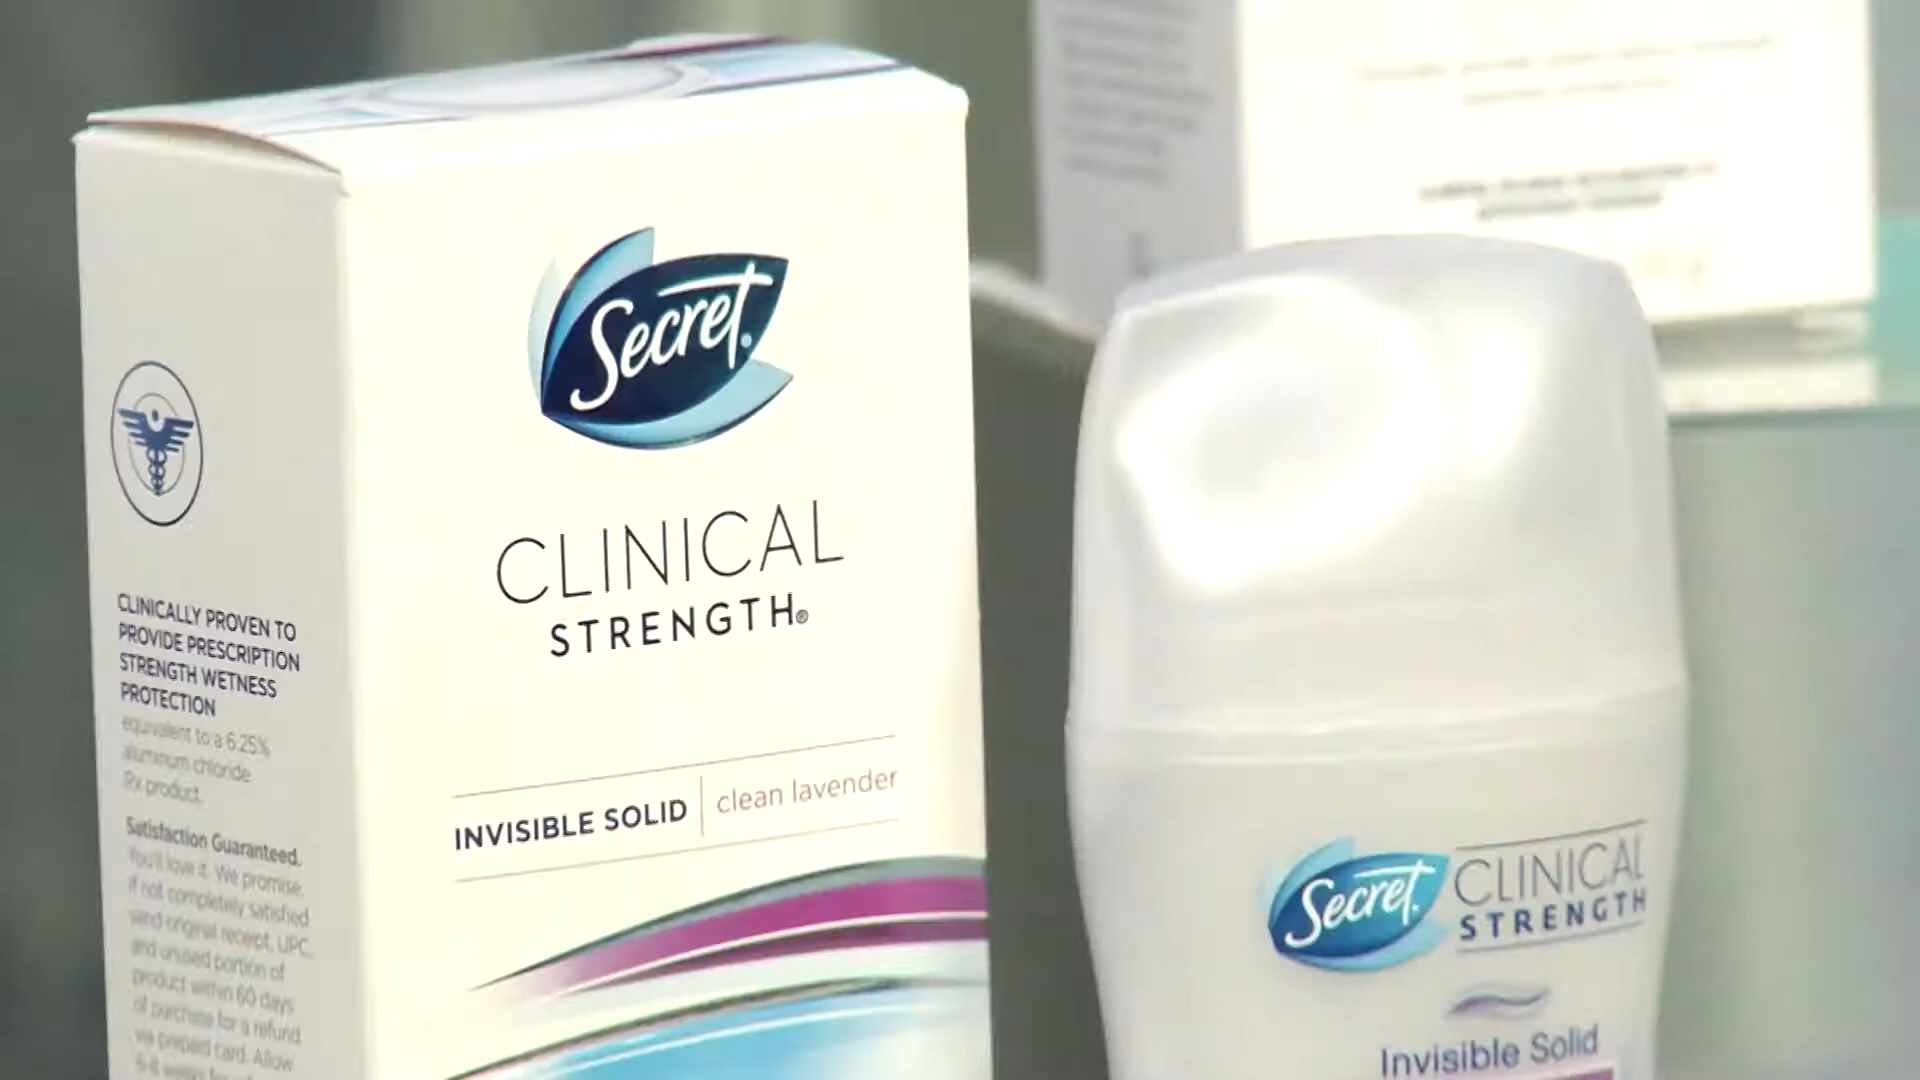 Secret.
CLINICAL
STRENGTH®
INVISIBLE SOLID | clean lavender
CLINICALLY PROVEN TO
PROVIDE PRESCRIPTION
STRENGTH WETNESS
PROTECTION
equivalent to a 6.25%
aluminum chloride
Rx product.
Satisfaction Guaranteed.
You'll love it. We promise.
If not completely satisfied
send original receipt, UPC,
and unused portion of
product within 60 days
of purchase for a refund
via prepaid card. Allow
6-8 weeks
Secret.
CLINICAL
STRENGTH
Invisible Solid